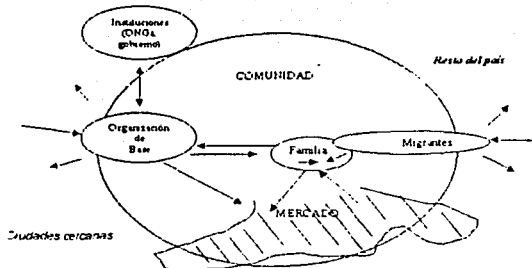 Instituciones
(ONGs,
gobierno)
Resto del país
COMUNIDAD
Organización
de
Base
Familia
Migrantes
MERCADO
Ciudades cercanas